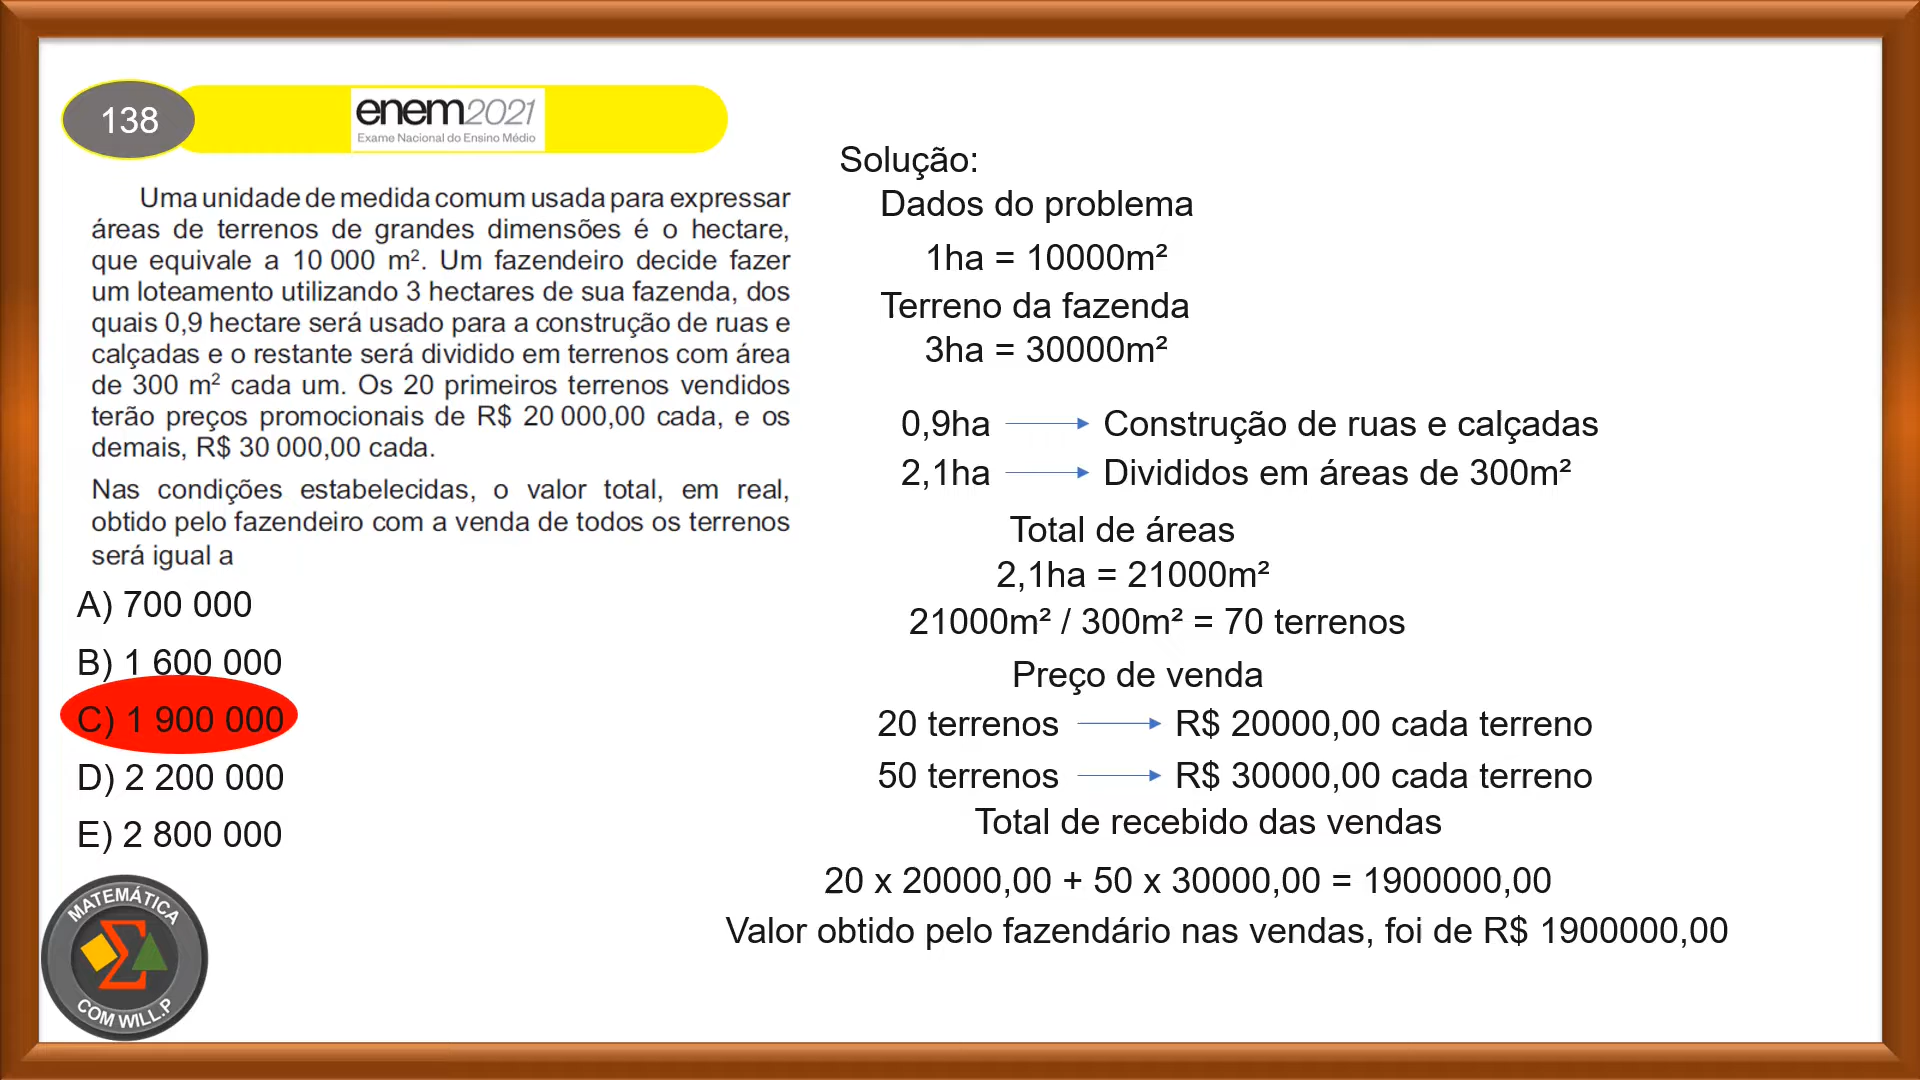 138
enem2021
Exame Nacional do Ensino Médio
Uma unidade de medida comum usada para expressar
áreas de terrenos de grandes dimensões é o hectare,
que equivale a 10 000 m². Um fazendeiro decide fazer
um loteamento utilizando 3 hectares de sua fazenda, dos
quais 0,9 hectare será usado para a construção de ruas e
calçadas e o restante será dividido em terrenos com área
de 300 m² cada um. Os 20 primeiros terrenos vendidos
terão preços promocionais de R$ 20 000,00 cada, e os
demais, R$ 30 000,00 cada.
Nas condições estabelecidas, o valor total, em real,
obtido pelo fazendeiro com a venda de todos os terrenos
será igual a
A) 700 000
B) 1 600 000
C) 1 900 000
D) 2 200 000
E) 2 800 000
MATEMÁTICA
COM WILL.P
Solução:
Dados do problema
1ha = 10000m²
Terreno da fazenda
3ha = 30000m²
0,9ha Construção de ruas e calçadas
2,1ha Divididos em áreas de 300m²
Total de áreas
2,1ha = 21000m²
21000m² / 300m² = 70 terrenos
Preço de venda
20 terrenos R$ 20000,00 cada terreno
50 terrenos R$ 30000,00 cada terreno
Total de recebido das vendas
20 x 20000,00 + 50 x 30000,00 = 1900000,00
Valor obtido pelo fazendário nas vendas, foi de R$ 1900000,00